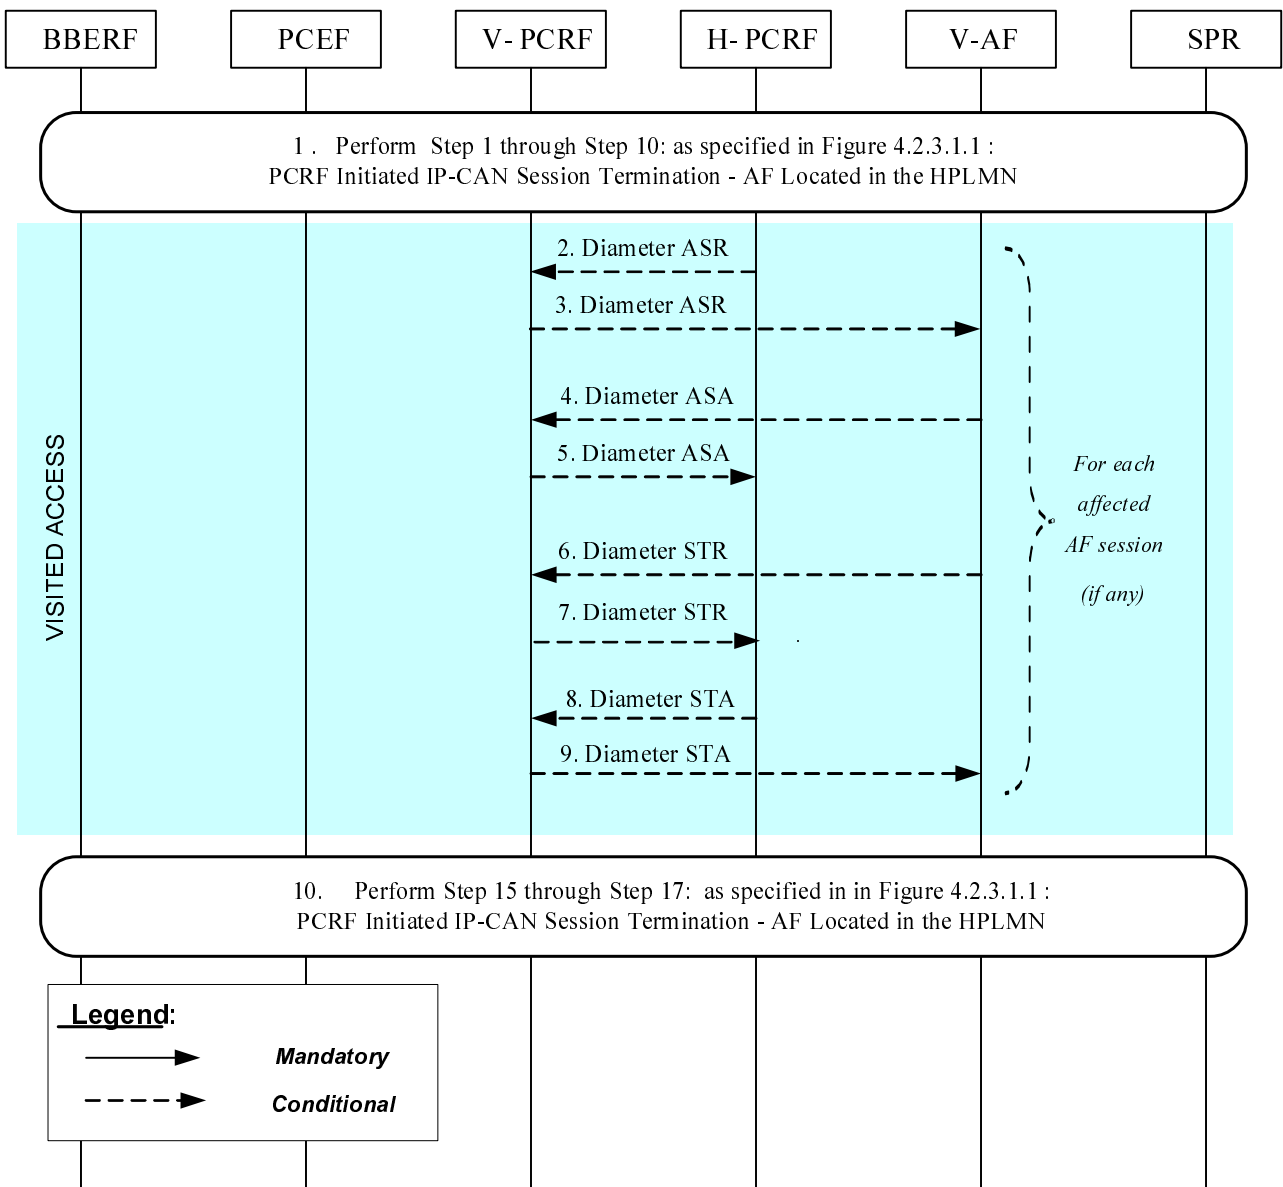 BBERF PCEF V- PCRF H- PCRF V-AF SPR
1 . Perform Step 1 through Step 10: as specified in Figure 4.2.3.1.1 :
PCRF Initiated IP-CAN Session Termination - AF Located in the HPLMN
2. Diameter ASR
3. Diameter ASR
4. Diameter ASA
5. Diameter ASA
6. Diameter STR
7. Diameter STR
8. Diameter STA
9. Diameter STA
VISITED ACCESS
For each
affected
AF session
(if any)
10. Perform Step 15 through Step 17: as specified in in Figure 4.2.3.1.1 :
PCRF Initiated IP-CAN Session Termination - AF Located in the HPLMN
Legend:
Mandatory
Conditional